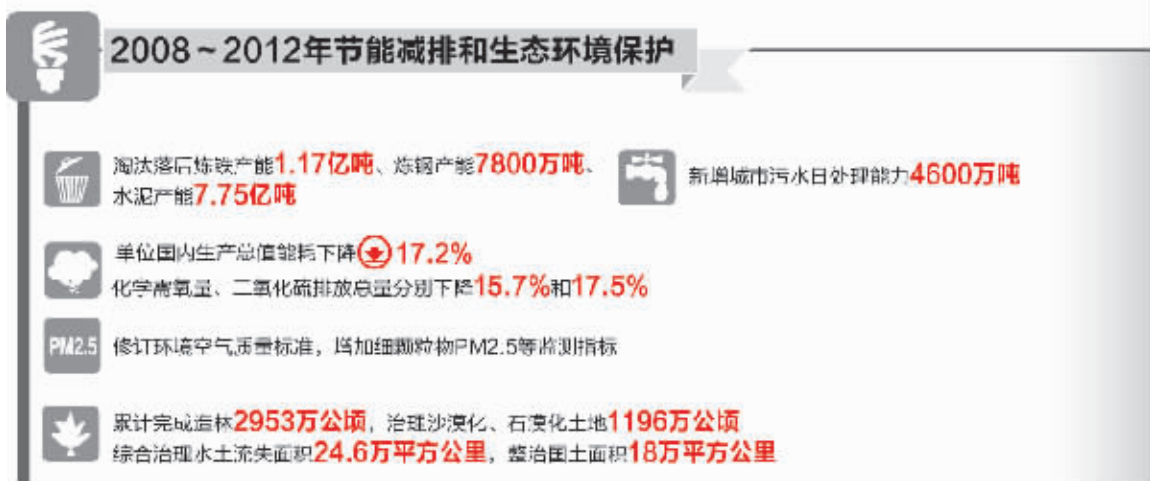 2008~2012年节能减排和生态环境保护
淘汰落后炼铁产能1.17亿吨、炼钢产能7800万吨、
水泥产能7.75亿吨
新增城市污水日处理能力4600万吨
单位国内生产总值能耗下降17.2%
化学需氧量、二氧化硫排放总量分别下降15.7%和17.5%
PM2.5
修订环境空气质量标准，增加细颗粒物PM2.5等监测指标
累计完成造林2953万公顷，治理沙漠化、石漠化土地1196万公顷
综合治理水土流失面积24.6万平方公里，整治国土面积18万平方公里